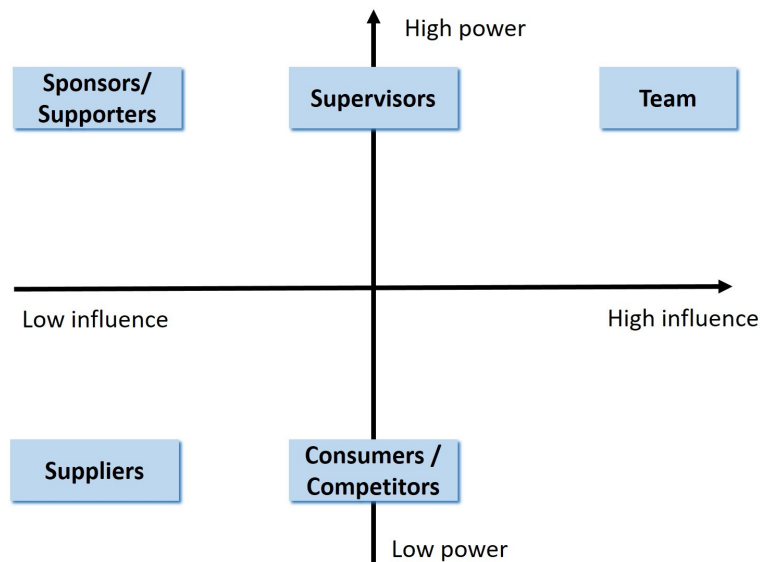 High power
Sponsors/
Supporters
Supervisors
Team
Low influence
High influence
Suppliers
Consumers /
Competitors
Low power